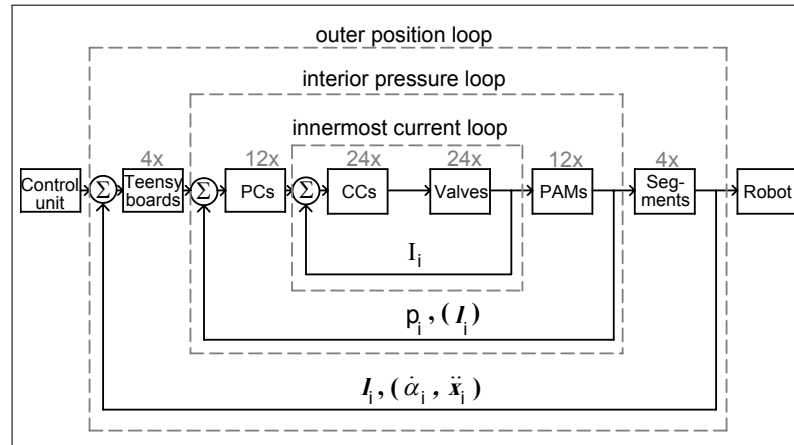 outer position loop
interior pressure loop
innermost current loop
4x
12x
24x
24x
12x
4x
Control
unit
Σ
Teensy
boards
Σ
PCs
Σ
CCs
Valves
PAMs
Seg-
ments
Robot
I_i
p_i , (l_i)
l_i , (α̇_i , ẍ_i)